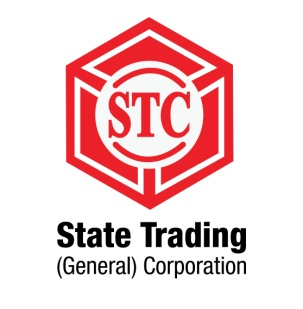 STC
State Trading
(General) Corporation